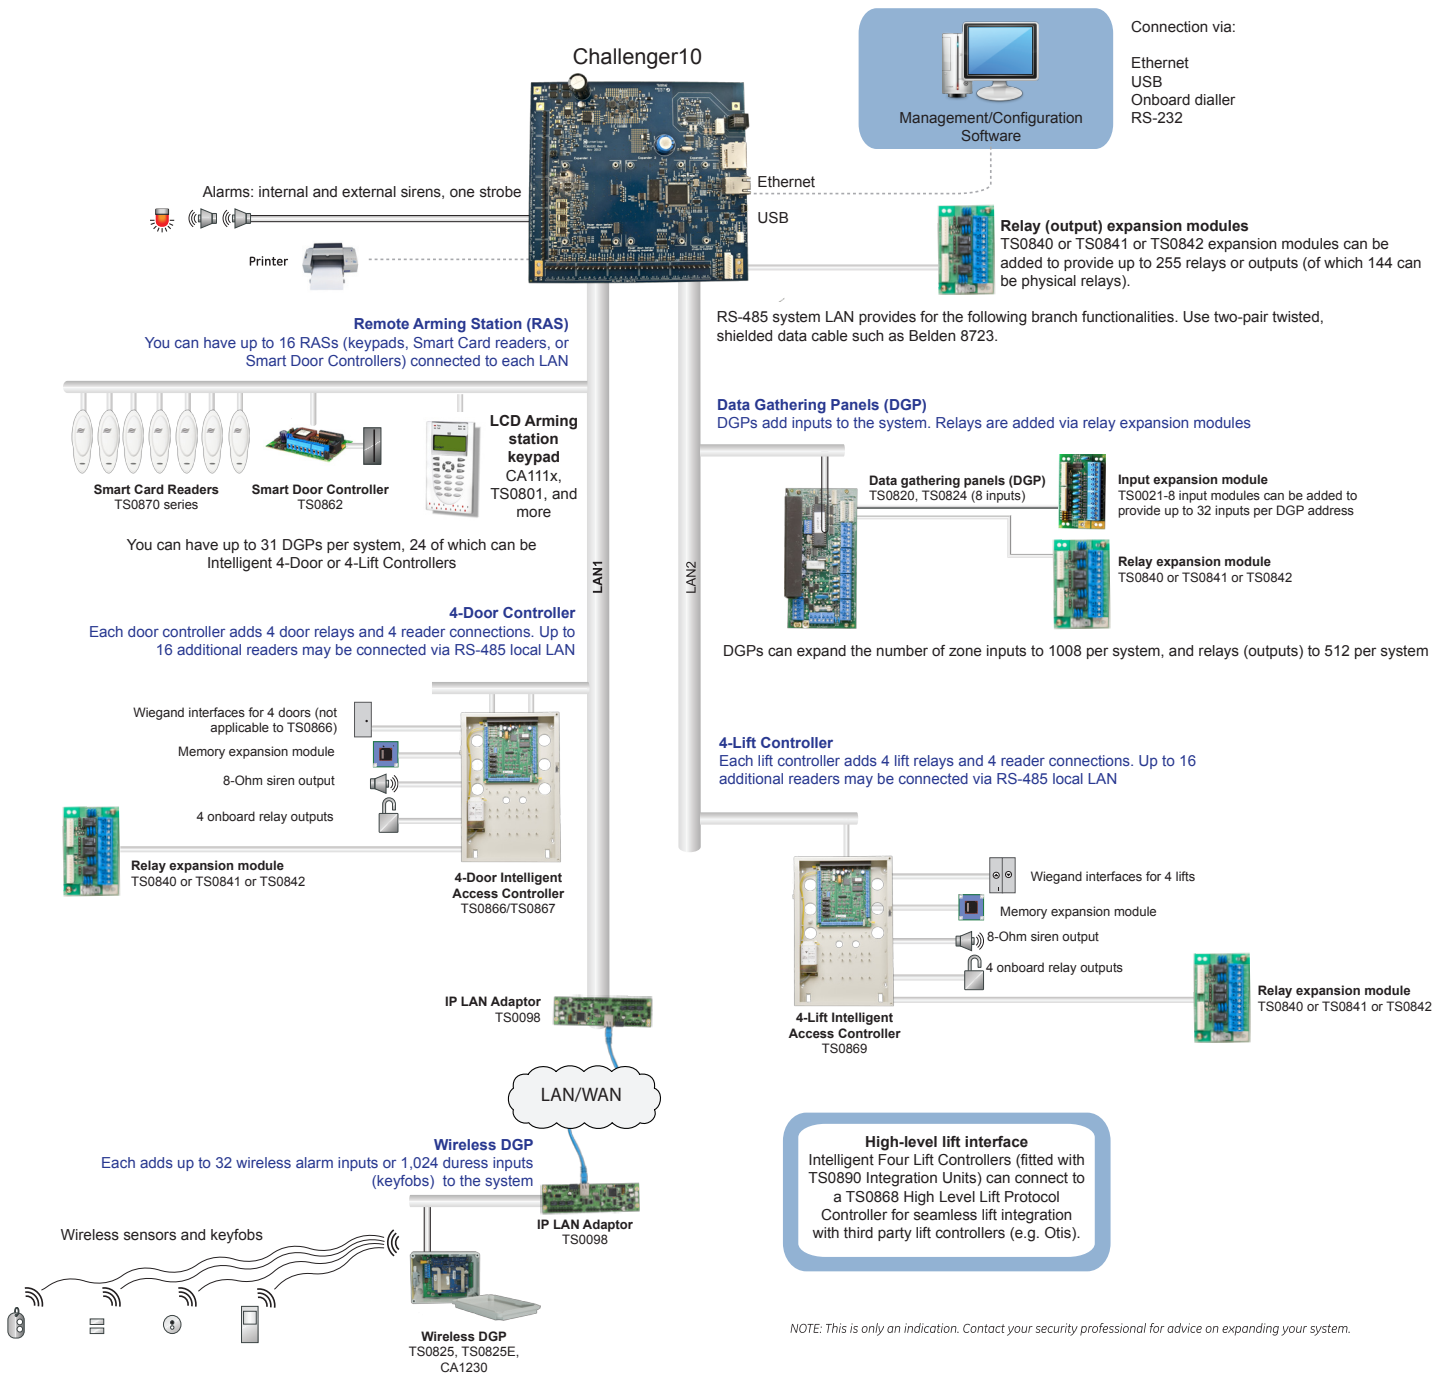 Challenger10
Connection via:
Ethernet
USB
Onboard dialler
RS-232
Management/Configuration
Software
Ethernet
USB
Alarms: internal and external sirens, one strobe
Printer
Relay (output) expansion modules
TS0840 or TS0841 or TS0842 expansion modules can be
added to provide up to 255 relays or outputs (of which 144 can
be physical relays).
RS-485 system LAN provides for the following branch functionalities. Use two-pair twisted,
shielded data cable such as Belden 8723.
Remote Arming Station (RAS)
You can have up to 16 RASs (keypads, Smart Card readers, or
Smart Door Controllers) connected to each LAN
Smart Card Readers
TS0870 series
Smart Door Controller
TS0862
LCD Arming
station
keypad
CA111x,
TS0801, and
more
You can have up to 31 DGPs per system, 24 of which can be
Intelligent 4-Door or 4-Lift Controllers
LAN1
LAN2
Data Gathering Panels (DGP)
DGPs add inputs to the system. Relays are added via relay expansion modules
Data gathering panels (DGP)
TS0820, TS0824 (8 inputs)
Input expansion module
TS0021-8 input modules can be added to
provide up to 32 inputs per DGP address
Relay expansion module
TS0840 or TS0841 or TS0842
DGPs can expand the number of zone inputs to 1008 per system, and relays (outputs) to 512 per system
4-Door Controller
Each door controller adds 4 door relays and 4 reader connections. Up to
16 additional readers may be connected via RS-485 local LAN
Wiegand interfaces for 4 doors (not
applicable to TS0866)
Memory expansion module
8-Ohm siren output
4 onboard relay outputs
Relay expansion module
TS0840 or TS0841 or TS0842
4-Door Intelligent
Access Controller
TS0866/TS0867
4-Lift Controller
Each lift controller adds 4 lift relays and 4 reader connections. Up to 16
additional readers may be connected via RS-485 local LAN
Wiegand interfaces for 4 lifts
Memory expansion module
8-Ohm siren output
4 onboard relay outputs
Relay expansion module
TS0840 or TS0841 or TS0842
4-Lift Intelligent
Access Controller
TS0869
IP LAN Adaptor
TS0098
LAN/WAN
Wireless DGP
Each adds up to 32 wireless alarm inputs or 1,024 duress inputs
(keyfobs) to the system
IP LAN Adaptor
TS0098
Wireless sensors and keyfobs
Wireless DGP
TS0825, TS0825E,
CA1230
High-level lift interface
Intelligent Four Lift Controllers (fitted with
TS0890 Integration Units) can connect to
a TS0868 High Level Lift Protocol
Controller for seamless lift integration
with third party lift controllers (e.g. Otis).
NOTE: This is only an indication. Contact your security professional for advice on expanding your system.